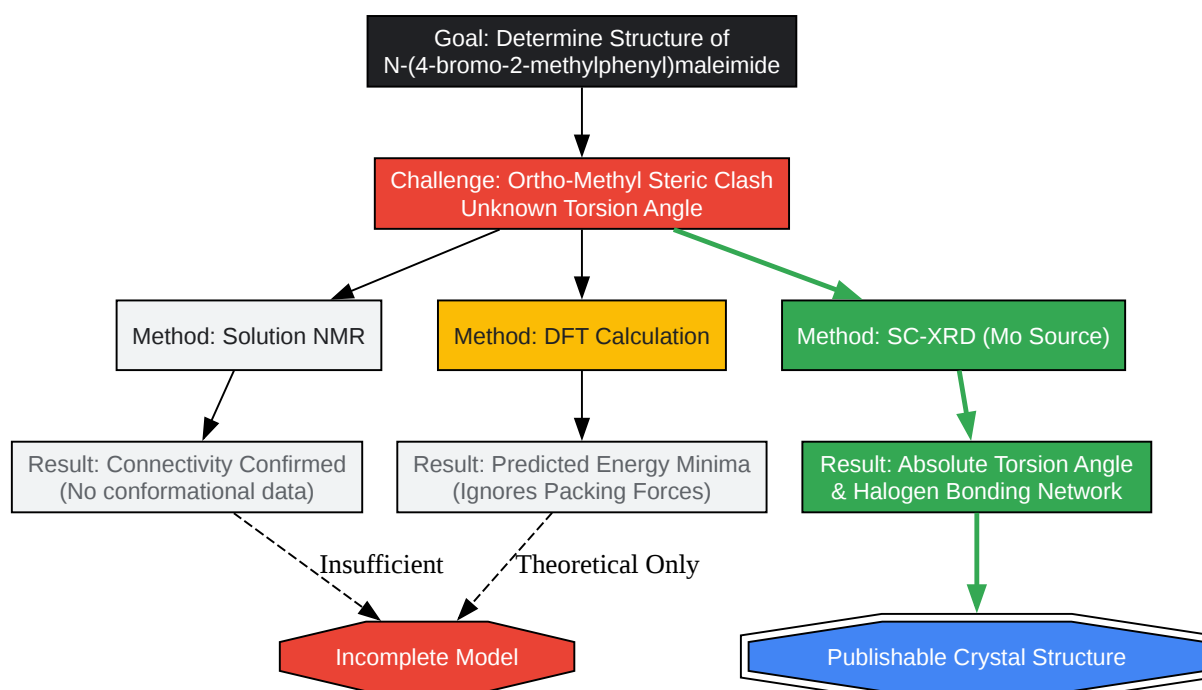 Goal: Determine Structure of
N-(4-bromo-2-methylphenyl)maleimide
Challenge: Ortho-Methyl Steric Clash
Unknown Torsion Angle
Method: Solution NMR
Method: DFT Calculation
Method: SC-XRD (Mo Source)
Result: Connectivity Confirmed
(No conformational data)
Result: Predicted Energy Minima
(Ignores Packing Forces)
Result: Absolute Torsion Angle
& Halogen Bonding Network
Insufficient
Theoretical Only
Incomplete Model
Publishable Crystal Structure